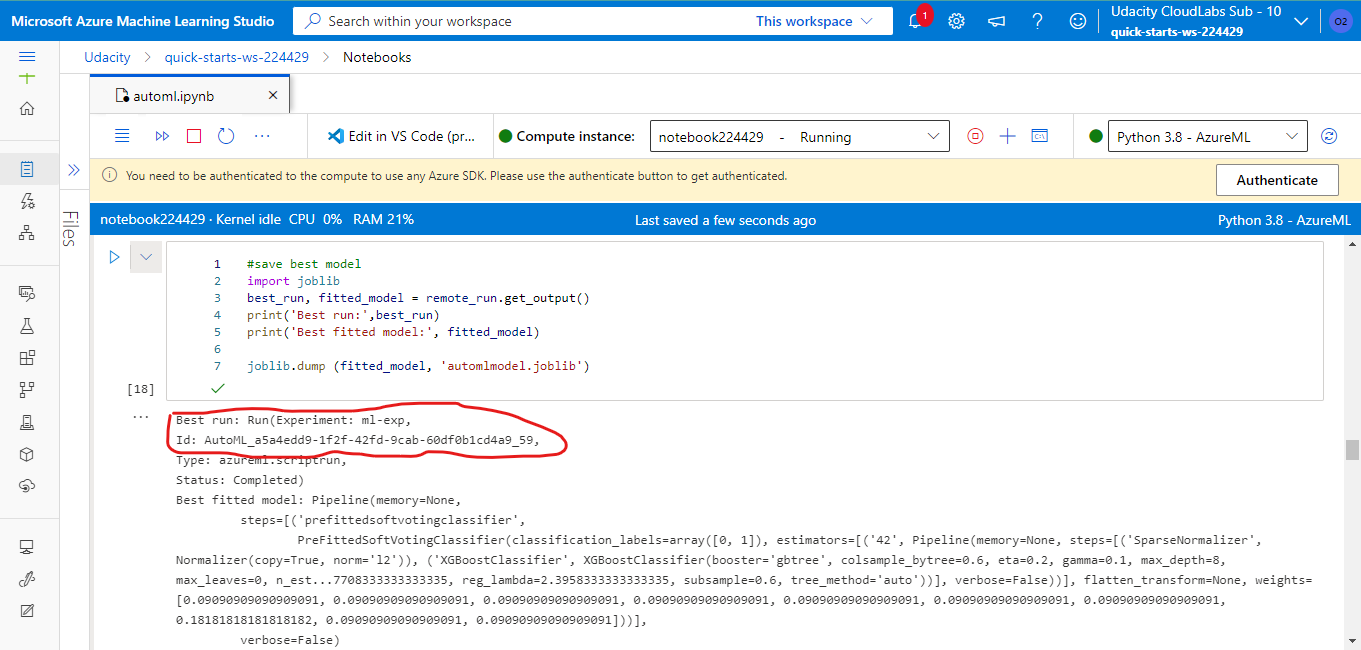 Microsoft Azure Machine Learning Studio
Search within your workspace
This workspace
1
Udacity CloudLabs Sub - 10
quick-starts-ws-224429
O2
Udacity > quick-starts-ws-224429 > Notebooks
automl.ipynb
Edit in VS Code (pr...
Compute instance:
notebook224429 - Running
Python 3.8 - AzureML
You need to be authenticated to the compute to use any Azure SDK. Please use the authenticate button to get authenticated.
Authenticate
Files
notebook224429 · Kernel idle CPU 0% RAM 21%
Last saved a few seconds ago
Python 3.8 - AzureML
1 #save best model
2 import joblib
3 best_run, fitted_model = remote_run.get_output()
4 print('Best run:',best_run)
5 print('Best fitted model:', fitted_model)
6
7 joblib.dump (fitted_model, 'automlmodel.joblib')
[18]
...
Best run: Run(Experiment: ml-exp,
Id: AutoML_a5a4edd9-1f2f-42fd-9cab-60df0b1cd4a9_59,
Type: azureml.scriptrun,
Status: Completed)
Best fitted model: Pipeline(memory=None,
steps=[('prefittedsoftvotingclassifier',
PreFittedSoftVotingClassifier(classification_labels=array([0, 1]), estimators=[('42', Pipeline(memory=None, steps=[('SparseNormalizer',
Normalizer(copy=True, norm='l2')), ('XGBoostClassifier', XGBoostClassifier(booster='gbtree', colsample_bytree=0.6, eta=0.2, gamma=0.1, max_depth=8,
max_leaves=0, n_est...7708333333333335, reg_lambda=2.3958333333333335, subsample=0.6, tree_method='auto'))], verbose=False))], flatten_transform=None, weights=
[0.09090909090909091, 0.09090909090909091, 0.09090909090909091, 0.09090909090909091, 0.09090909090909091, 0.09090909090909091, 0.09090909090909091,
0.18181818181818182, 0.09090909090909091, 0.09090909090909091]))],
verbose=False)